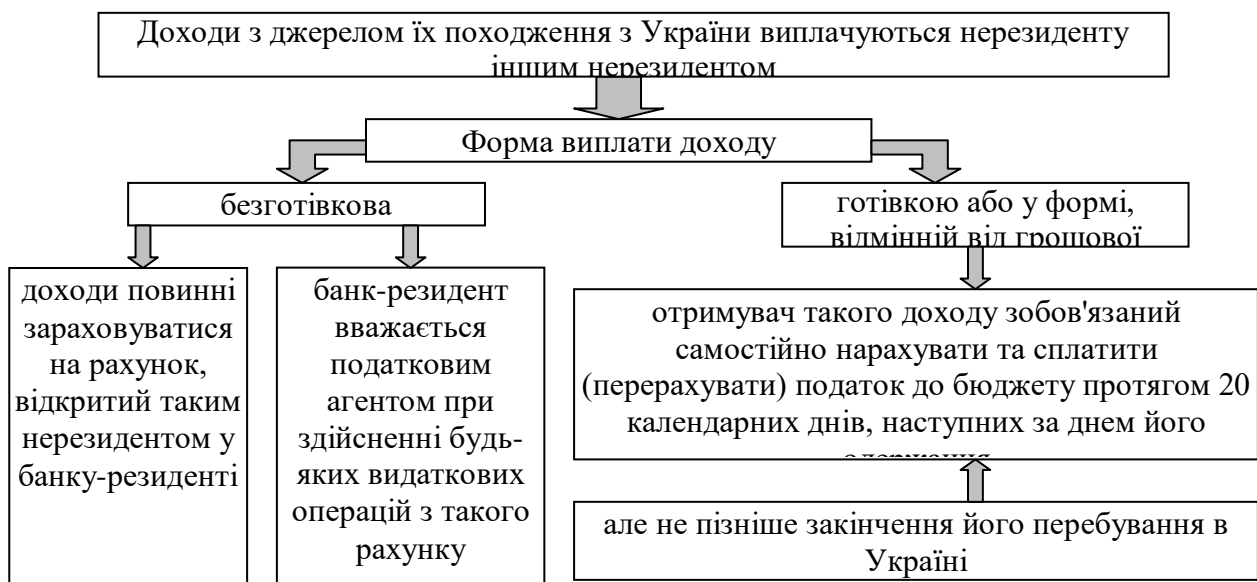 Доходи з джерелом їх походження з України виплачуються нерезиденту
іншим нерезидентом
Форма виплати доходу
безготівкова
готівкою або у формі,
відмінній від грошової
доходи повинні
зараховуватися
на рахунок,
відкритий таким
нерезидентом у
банку-резиденті
банк-резидент
вважається
податковим
агентом при
здійсненні будь-
яких видаткових
операцій з такого
рахунку
отримувач такого доходу зобов'язаний
самостійно нарахувати та сплатити
(перерахувати) податок до бюджету протягом 20
календарних днів, наступних за днем його
одержання
але не пізніше закінчення його перебування в
Україні